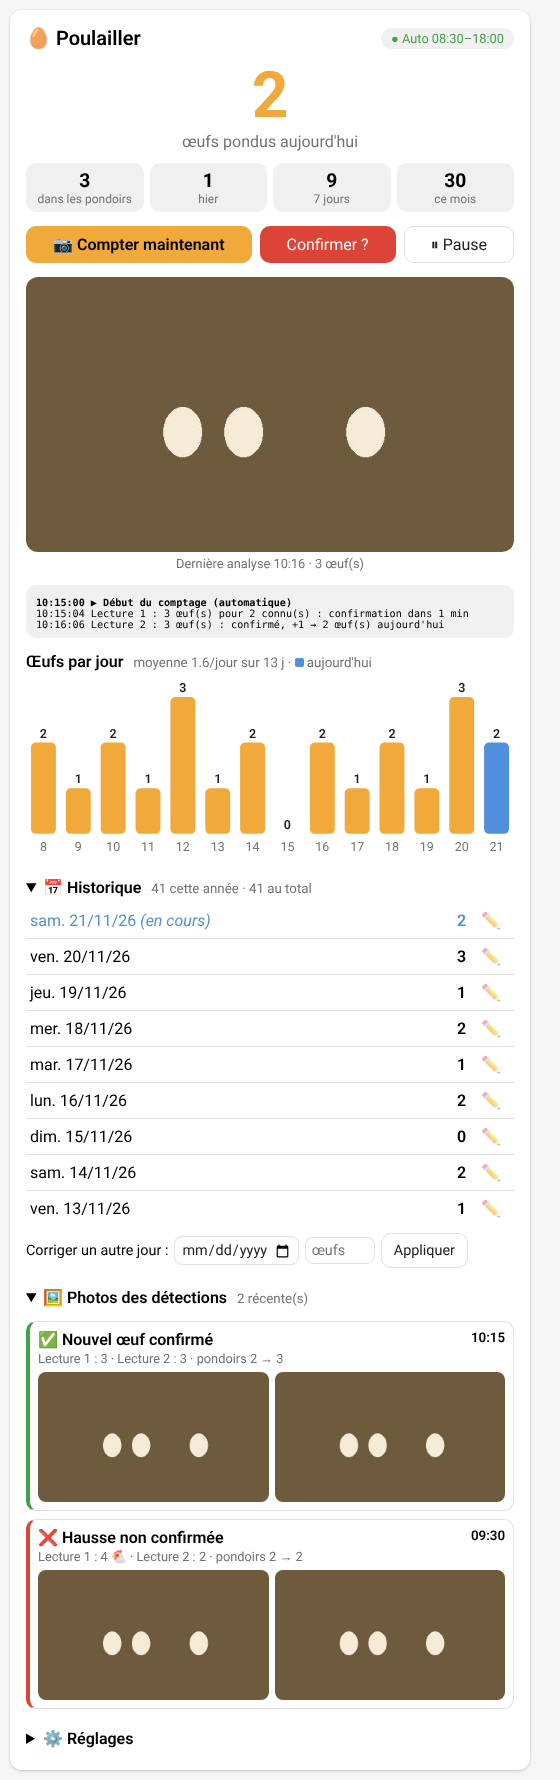 🥚 Poulailler
● Auto 08:30–18:00
2
œufs pondus aujourd'hui
3
dans les pondoirs
1
hier
9
7 jours
30
ce mois
📷 Compter maintenant
Confirmer ?
⏸ Pause
Dernière analyse 10:16 · 3 œuf(s)
10:15:00 ▶ Début du comptage (automatique)
10:15:04 Lecture 1 : 3 œuf(s) pour 2 connu(s) : confirmation dans 1 min
10:16:06 Lecture 2 : 3 œuf(s) : confirmé, +1 → 2 œuf(s) aujourd'hui
Œufs par jour moyenne 1.6/jour sur 13 j · aujourd'hui
2 1 2 1 3 1 2 0 2 1 2 1 3 2
8 9 10 11 12 13 14 15 16 17 18 19 20 21
▼ 📅 Historique 41 cette année · 41 au total
sam. 21/11/26 (en cours) 2 ✏️
ven. 20/11/26 3 ✏️
jeu. 19/11/26 1 ✏️
mer. 18/11/26 2 ✏️
mar. 17/11/26 1 ✏️
lun. 16/11/26 2 ✏️
dim. 15/11/26 0 ✏️
sam. 14/11/26 2 ✏️
ven. 13/11/26 1 ✏️
Corriger un autre jour : mm/dd/yyyy œufs Appliquer
▼ 🖼️ Photos des détections 2 récente(s)
✅ Nouvel œuf confirmé 10:15
Lecture 1 : 3 · Lecture 2 : 3 · pondoirs 2 → 3
❌ Hausse non confirmée 09:30
Lecture 1 : 4 🐔 · Lecture 2 : 2 · pondoirs 2 → 2
▶ ⚙️ Réglages